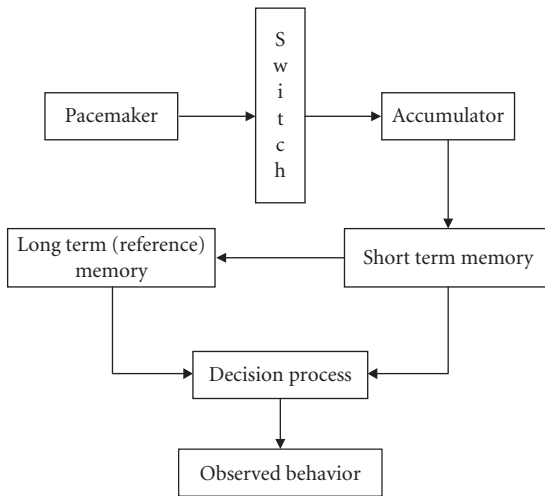 Pacemaker
S
w
i
t
c
h
Accumulator
Long term (reference)
memory
Short term memory
Decision process
Observed behavior